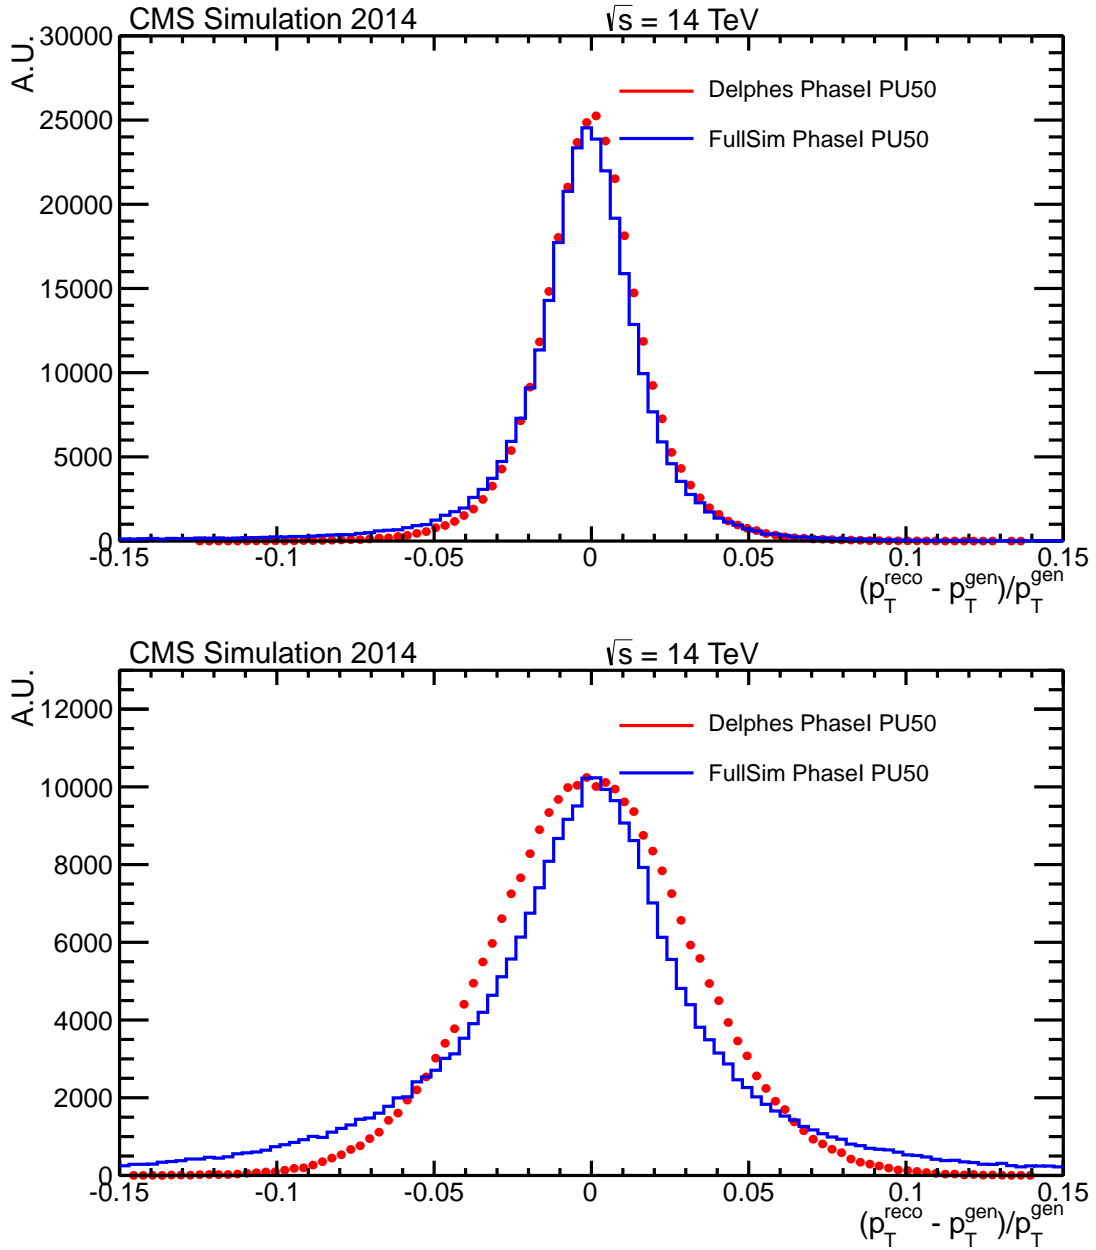 CMS Simulation 2014 √s = 14 TeV
A.U.
30000
25000
20000
15000
10000
5000
0
Delphes PhaseI PU50
FullSim PhaseI PU50
-0.15 -0.1 -0.05 0 0.05 0.1 0.15
(p_T^reco - p_T^gen)/p_T^gen
CMS Simulation 2014 √s = 14 TeV
A.U.
12000
10000
8000
6000
4000
2000
0
Delphes PhaseI PU50
FullSim PhaseI PU50
-0.15 -0.1 -0.05 0 0.05 0.1 0.15
(p_T^reco - p_T^gen)/p_T^gen